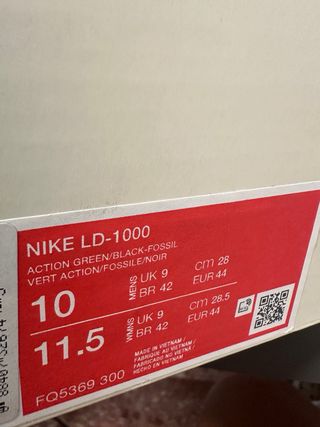 NIKE LD-1000
ACTION GREEN/BLACK-FOSSIL
VERT ACTION/FOSSILE/NOIR
10 MENS UK 9 CM 28
BR 42 EUR 44
11.5 WMNS UK 9 CM 28.5
BR 42 EUR 44
MADE IN VIETNAM /
FABRIQUÉ AU VIETNAM /
FABRICADO NO VIETNÃ /
HECHO EN VIETNAM
FQ5369 300